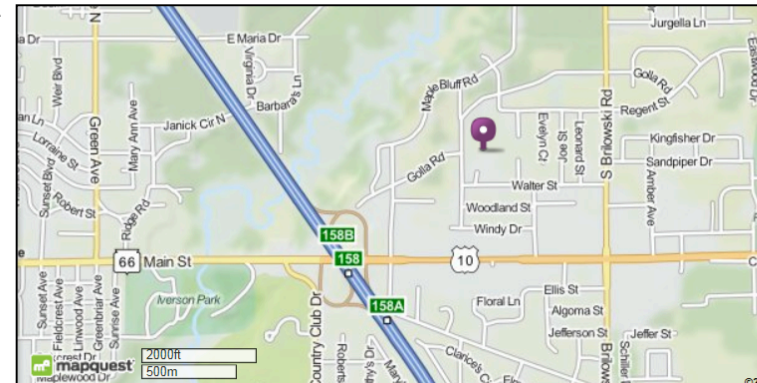 Jurgella Ln
E Maria Dr
Virginia Dr
Weir Blvd
Green Ave
Mary Ann Ave
Barbara's Ln
Janick Cir N
Maple Bluff Rd
Golla Rd
Regent St
S Brilowski Rd
Evelyn Ct
Joe St
Leonard St
Kingfisher Dr
Sandpiper Dr
Lorraine St
Sunset Blvd
Robert St
Ridge Rd
Golla Rd
Walter St
Woodland St
Windy Dr
Amber Ave
158B
158
66 Main St
10
158A
Iverson Park
Country Club Dr
Floral Ln
Ellis St
Algoma St
Jefferson St
Jeffer St
Sunset Ave
Fieldcrest Ave
Linwood Ave
Greenbriar Ave
Sunrise Ave
Clarice's C
Schiller
mapquest
Maplewood Dr
2000ft
500m